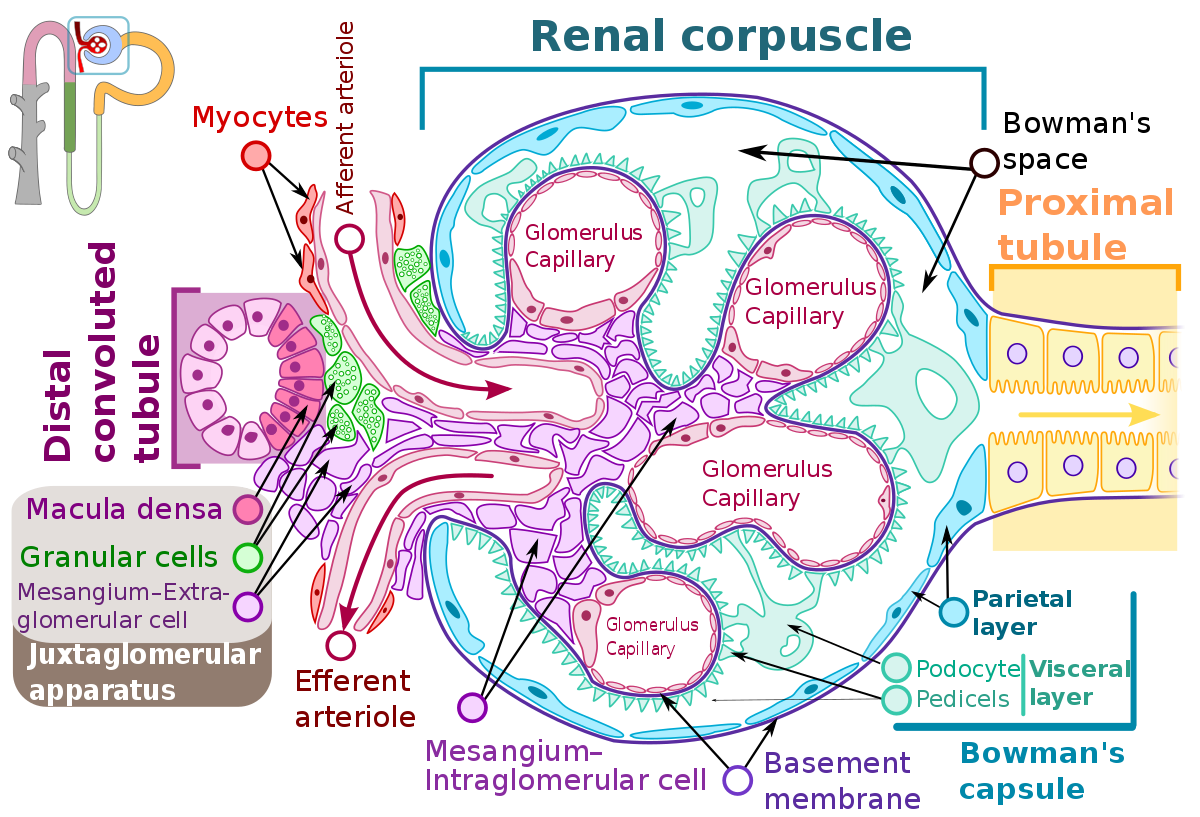 Renal corpuscle
Afferent arteriole
Myocytes
Bowman's
space
Proximal
tubule
Glomerulus
Capillary
Glomerulus
Capillary
Distal
convoluted
tubule
Glomerulus
Capillary
Macula densa
Granular cells
Mesangium–Extra-
glomerular cell
Juxtaglomerular
apparatus
Glomerulus
Capillary
Parietal
layer
Podocyte
Pedicels
Visceral
layer
Efferent
arteriole
Mesangium–
Intraglomerular cell
Basement
membrane
Bowman's
capsule